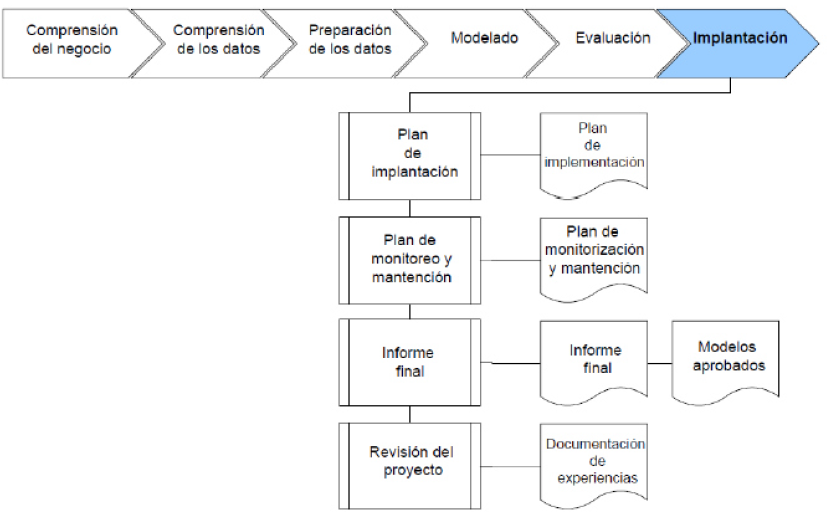 Comprensión
del negocio
Comprensión
de los datos
Preparación
de los datos
Modelado
Evaluación
Implantación
Plan
de
implantación
Plan
de
implementación
Plan de
monitoreo y
mantención
Plan de
monitorización
y mantención
Informe
final
Informe
final
Modelos
aprobados
Revisión del
proyecto
Documentación
de
experiencias